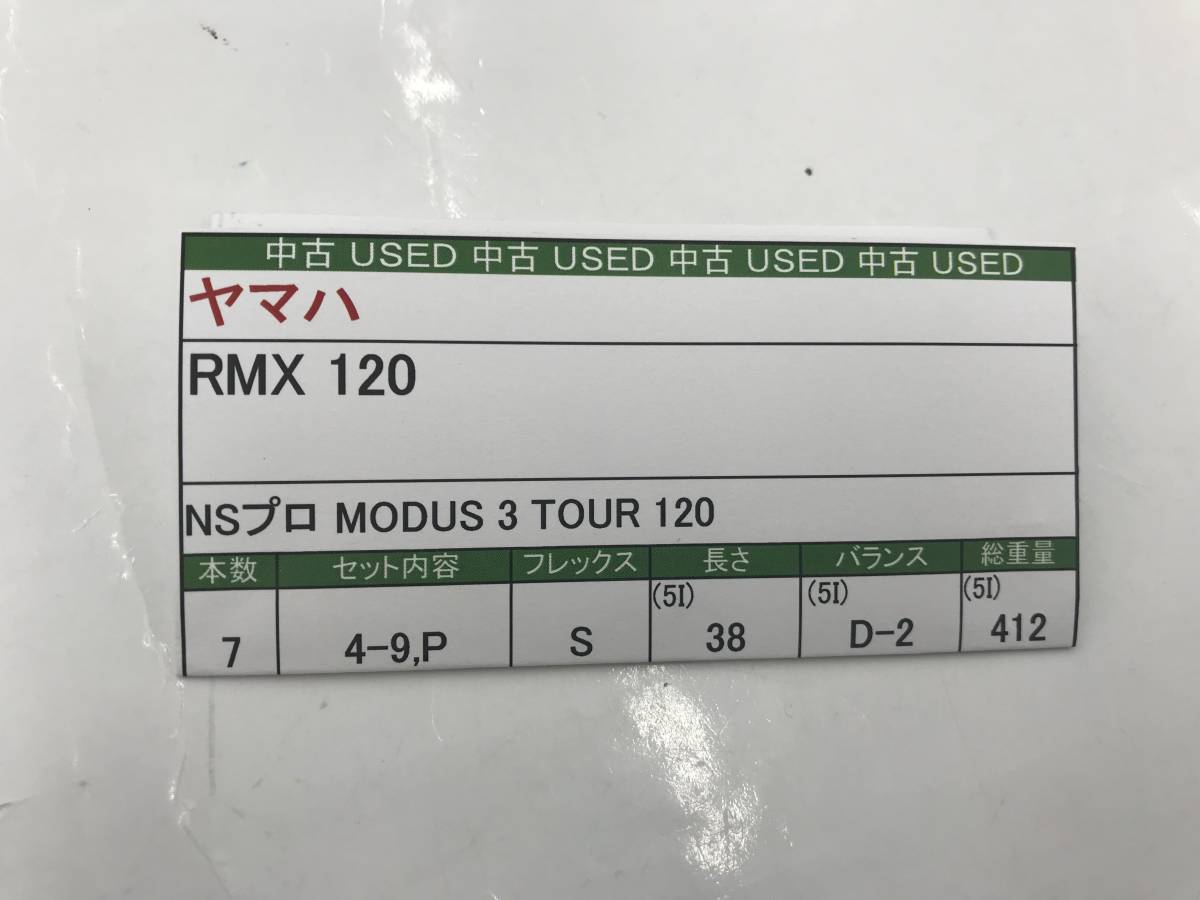 中古 USED 中古 USED 中古 USED 中古 USED
ヤマハ
RMX 120
NSプロ MODUS 3 TOUR 120
本数 セット内容 フレックス 長さ バランス 総重量
(5I) (5I) (5I)
7 4-9,P S 38 D-2 412